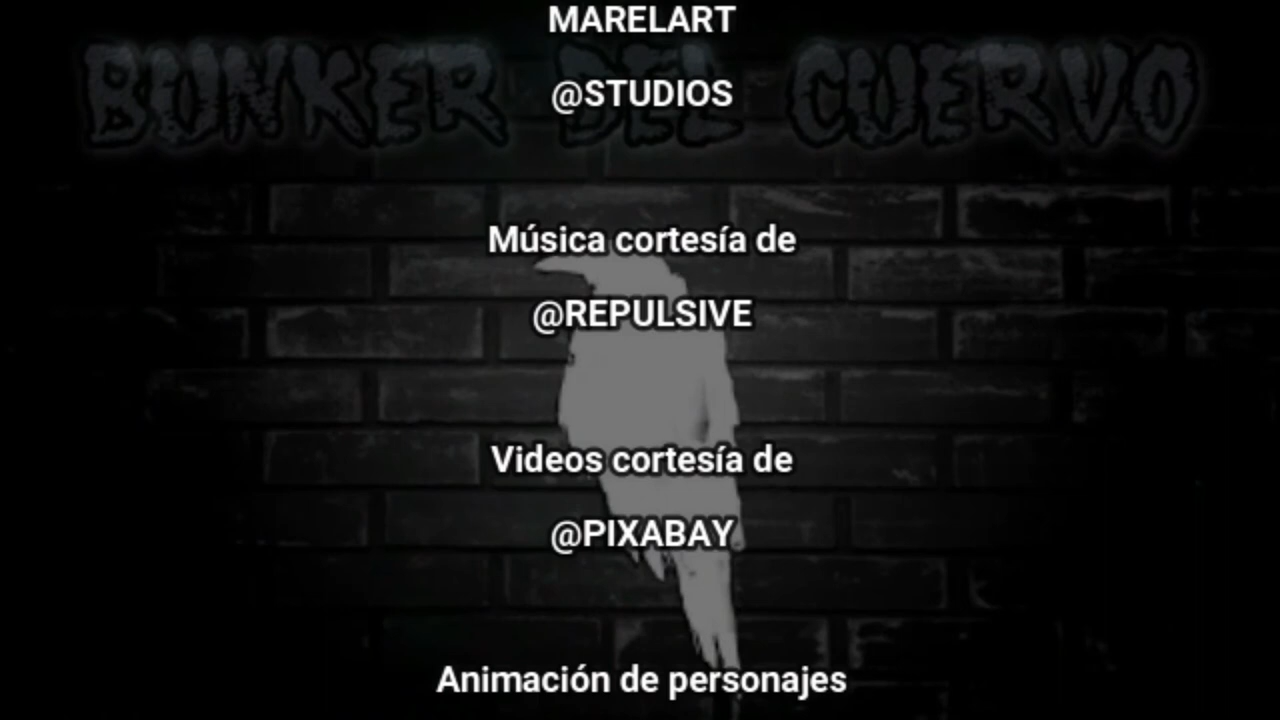 MARELART
BUNKER DEL CUERVO
@STUDIOS
Música cortesía de
@REPULSIVE
Videos cortesía de
@PIXABAY
Animación de personajes